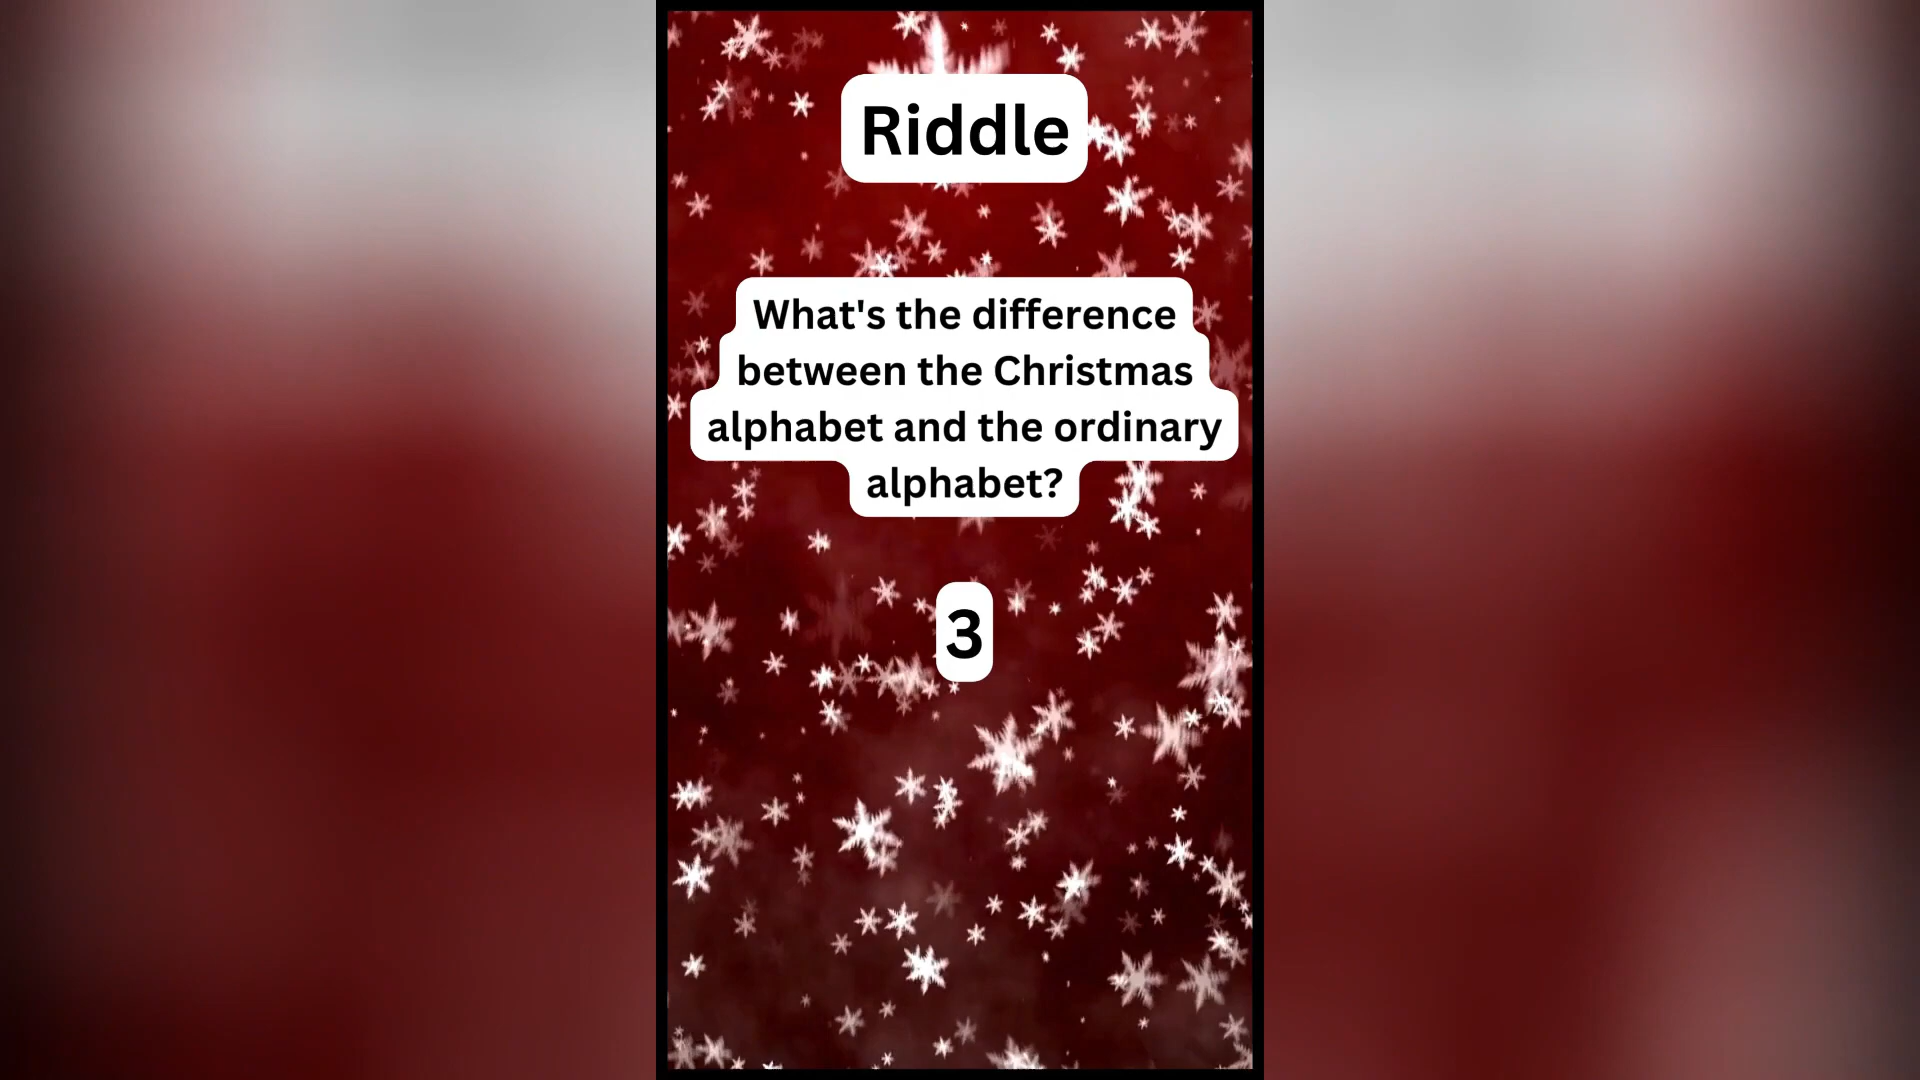 Riddle
What's the difference
between the Christmas
alphabet and the ordinary
alphabet?
3